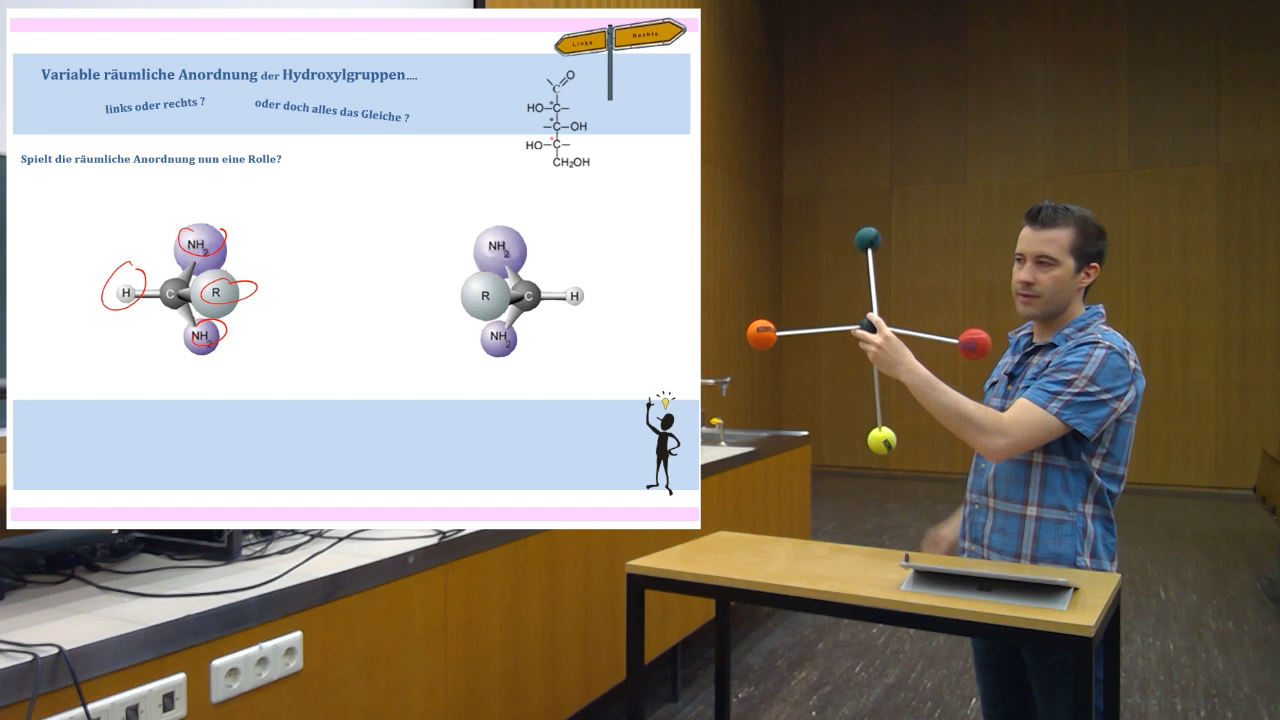 Links
Rechts
Variable räumliche Anordnung der Hydroxylgruppen....
links oder rechts ?
oder doch alles das Gleiche ?
Spielt die räumliche Anordnung nun eine Rolle?
O
C
HO-C-
-C-OH
HO-C-
CH2OH
NH2
H
C
R
NH2
NH2
R
C
H
NH2